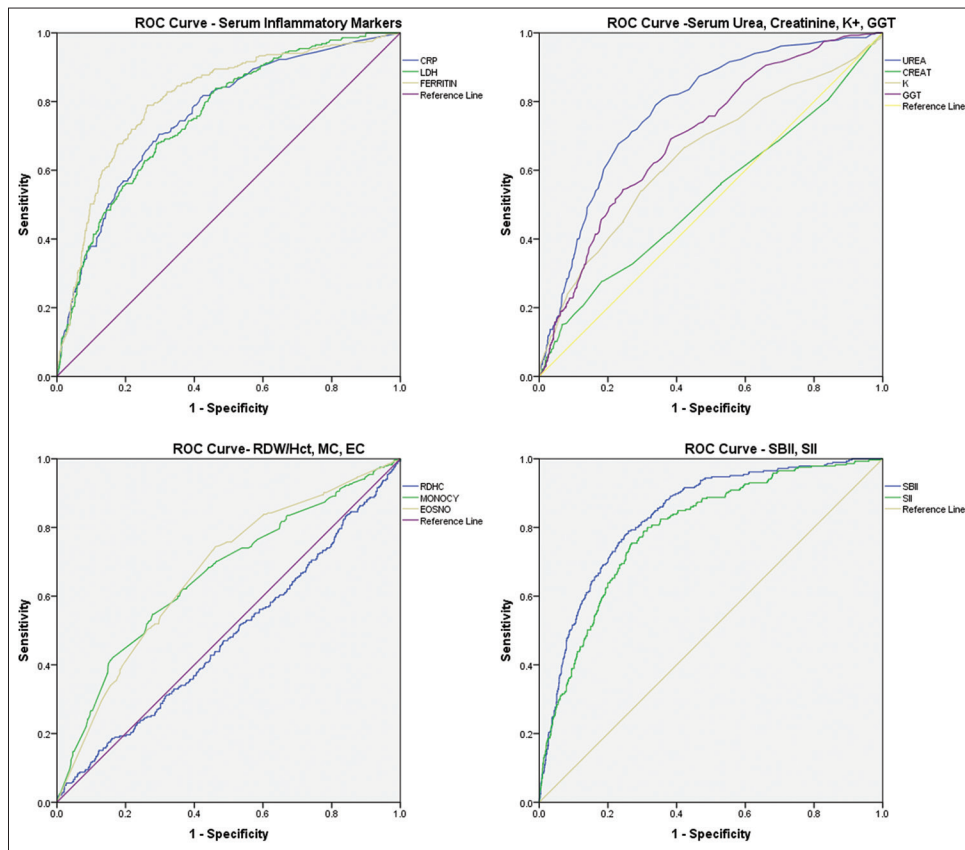 ROC Curve - Serum Inflammatory Markers
1.0
0.8
0.6
0.4
0.2
0.0
Sensitivity
0.0 0.2 0.4 0.6 0.8 1.0
1 - Specificity
CRP
LDH
FERRITIN
Reference Line
ROC Curve -Serum Urea, Creatinine, K+, GGT
1.0
0.8
0.6
0.4
0.2
0.0
Sensitivity
0.0 0.2 0.4 0.6 0.8 1.0
1 - Specificity
UREA
CREAT
K
GGT
Reference Line
ROC Curve- RDW/Hct, MC, EC
1.0
0.8
0.6
0.4
0.2
0.0
Sensitivity
0.0 0.2 0.4 0.6 0.8 1.0
1 - Specificity
RDHC
MONOCY
EOSNO
Reference Line
ROC Curve - SBII, SII
1.0
0.8
0.6
0.4
0.2
0.0
Sensitivity
0.0 0.2 0.4 0.6 0.8 1.0
1 - Specificity
SBII
SII
Reference Line